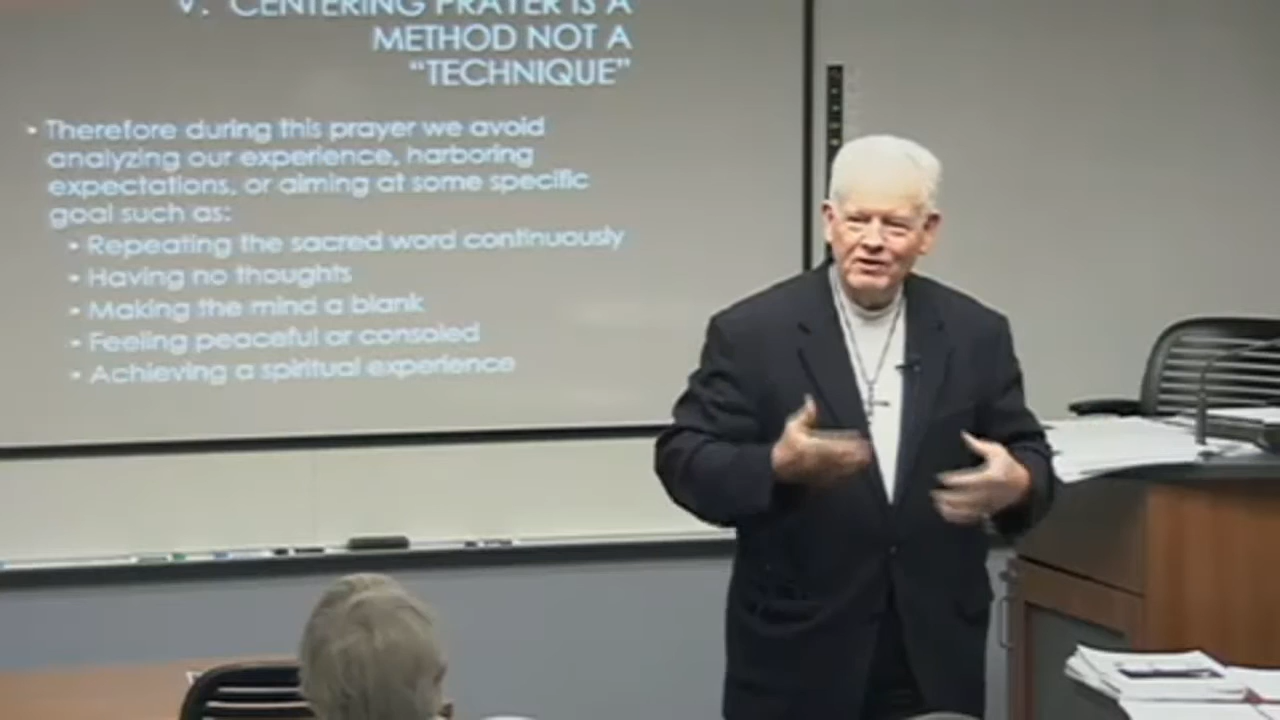 V. CENTERING PRAYER IS A
METHOD NOT A
“TECHNIQUE”
• Therefore during this prayer we avoid
analyzing our experience, harboring
expectations, or aiming at some specific
goal such as:
• Repeating the sacred word continuously
• Having no thoughts
• Making the mind a blank
• Feeling peaceful or consoled
• Achieving a spiritual experience